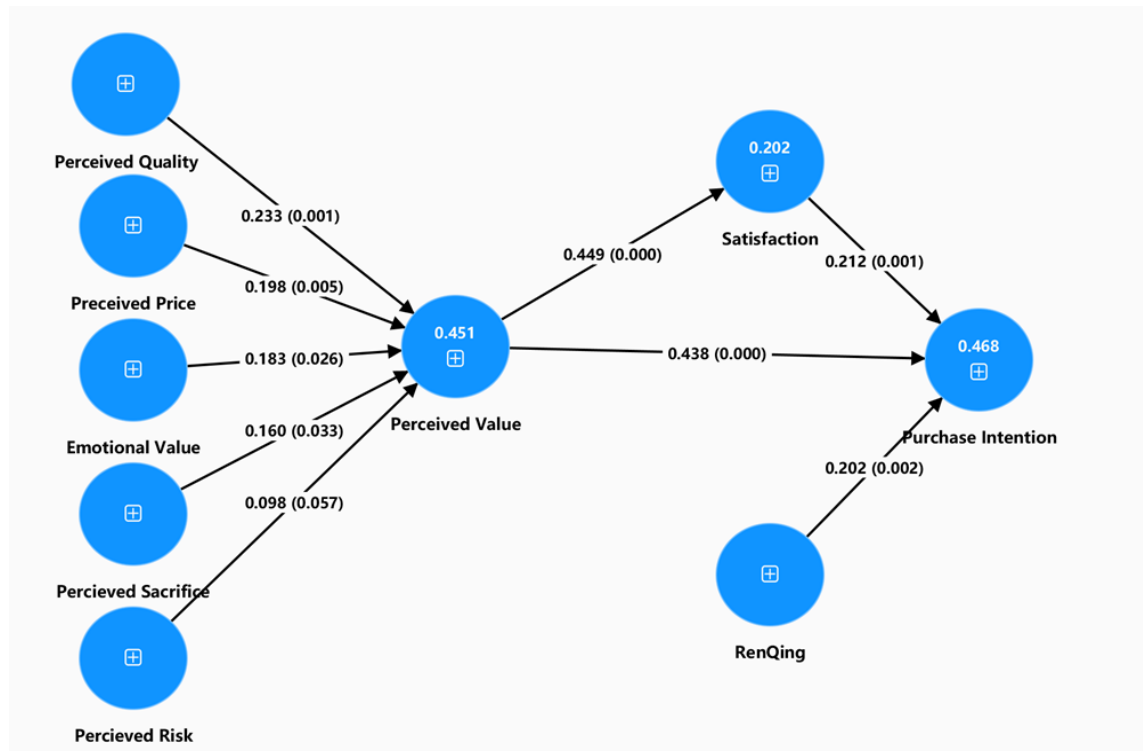 Perceived Quality
Preceived Price
Emotional Value
Percieved Sacrifice
Percieved Risk
0.233 (0.001)
0.198 (0.005)
0.183 (0.026)
0.160 (0.033)
0.098 (0.057)
0.451
Perceived Value
0.449 (0.000)
0.438 (0.000)
0.202
Satisfaction
0.212 (0.001)
0.468
Purchase Intention
0.202 (0.002)
RenQing